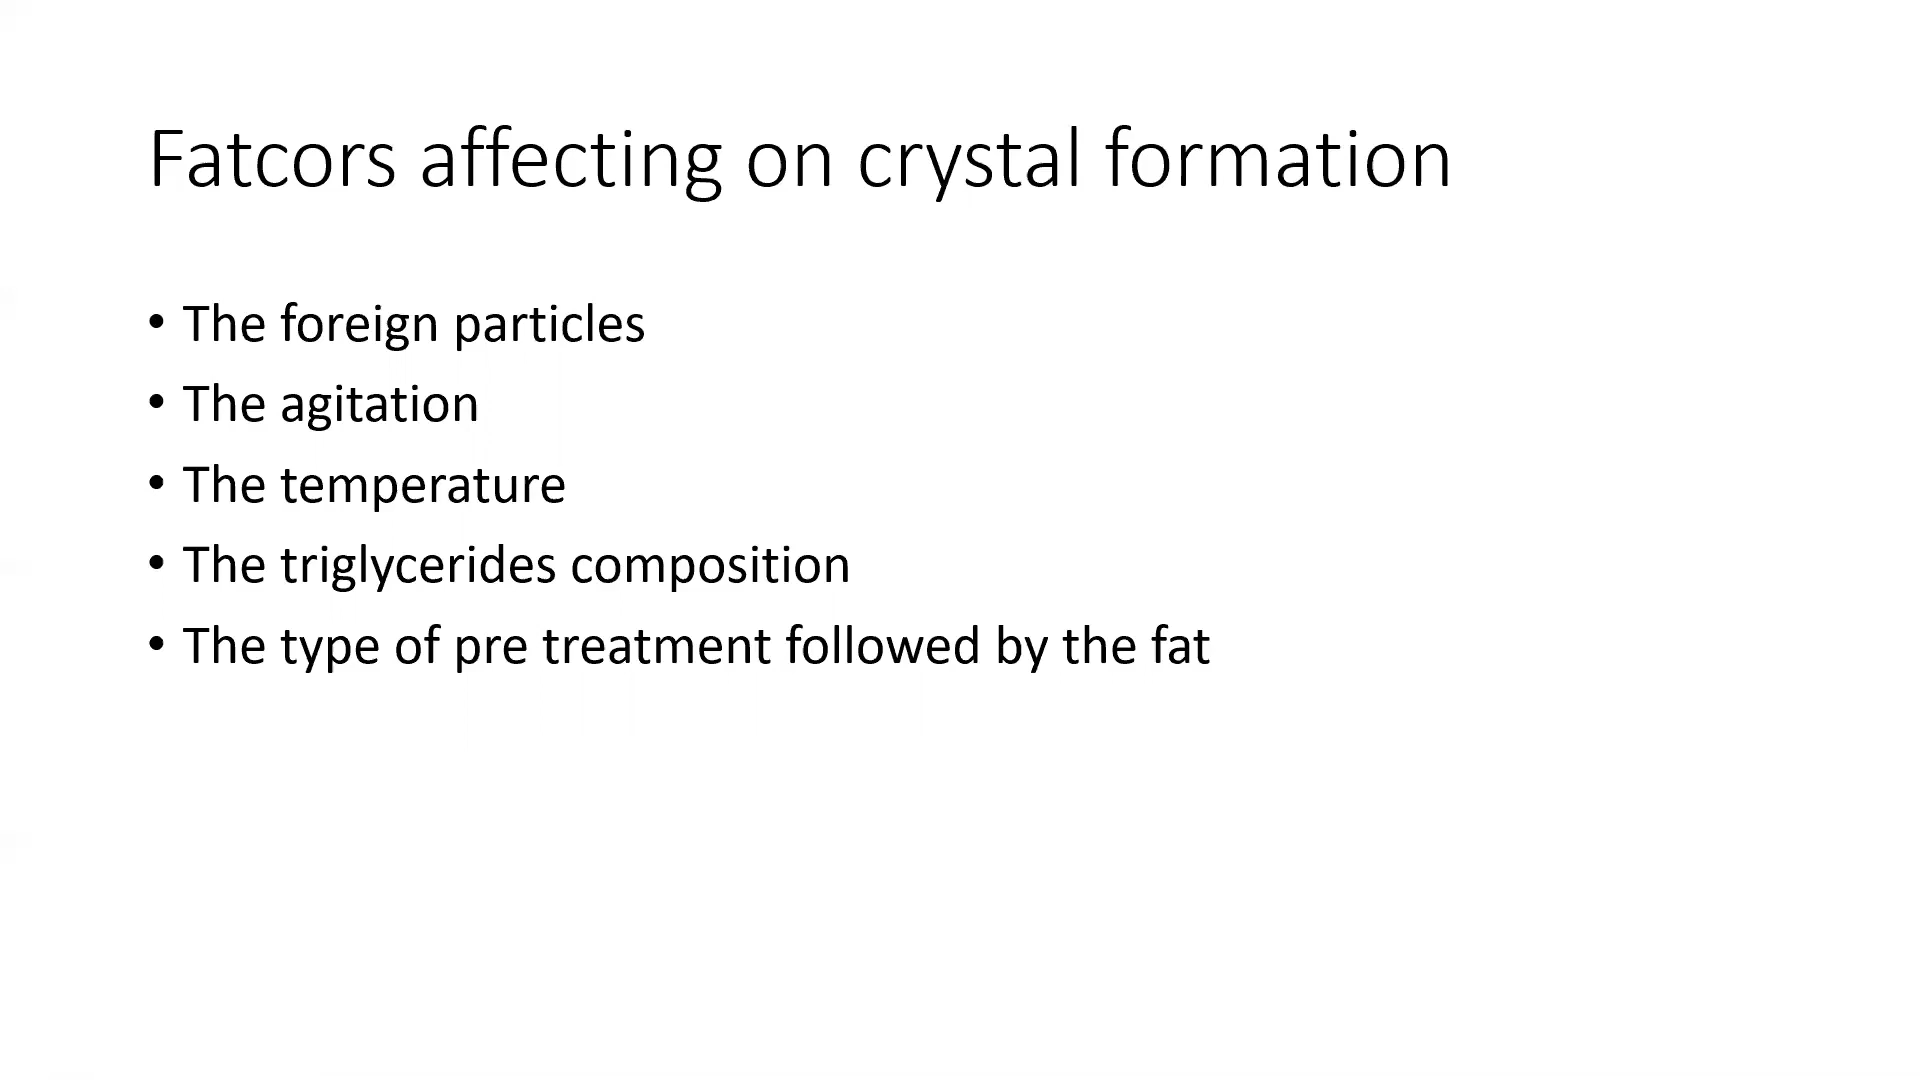 Fatcors affecting on crystal formation
• The foreign particles
• The agitation
• The temperature
• The triglycerides composition
• The type of pre treatment followed by the fat